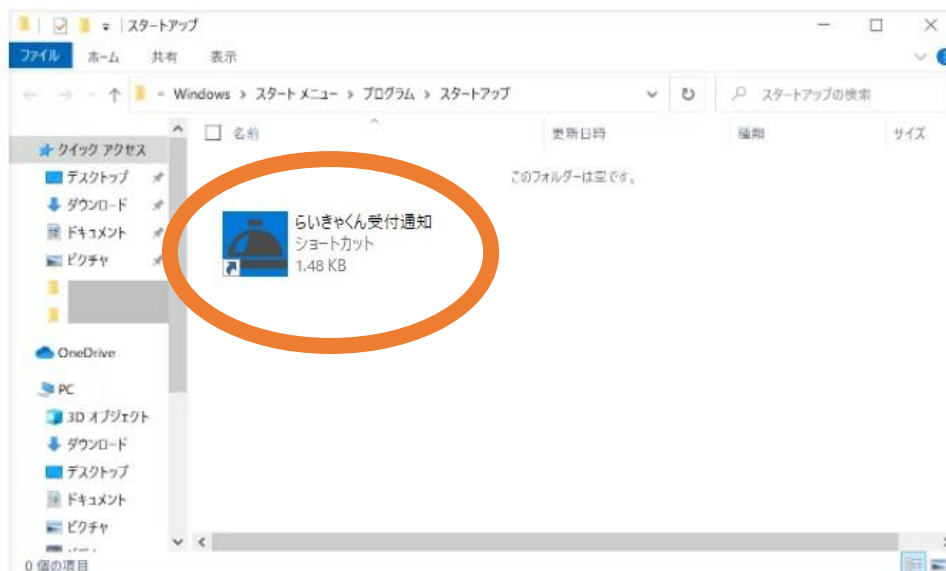 スタートアップ
ファイル ホーム 共有 表示
Windows › スタート メニュー › プログラム › スタートアップ
スタートアップの検索
名前 更新日時 種類 サイズ
このフォルダーは空です。
らいきゃくん受付通知
ショートカット
1.48 KB
クイック アクセス
デスクトップ
ダウンロード
ドキュメント
ピクチャ
OneDrive
PC
3D オブジェクト
ダウンロード
デスクトップ
ドキュメント
ピクチャ
0 個の項目